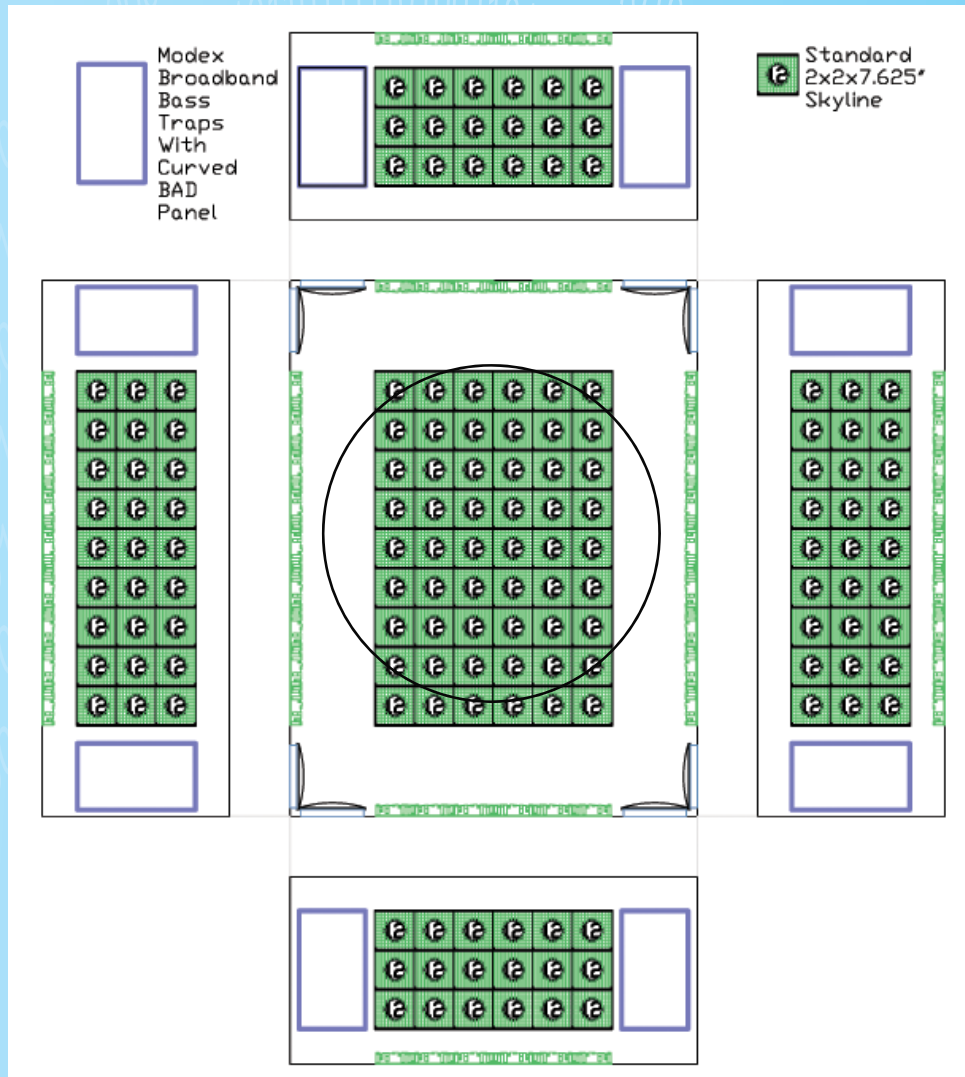 Modex
Broadband
Bass
Traps
With
Curved
BAD
Panel
Standard
2x2x7.625"
Skyline